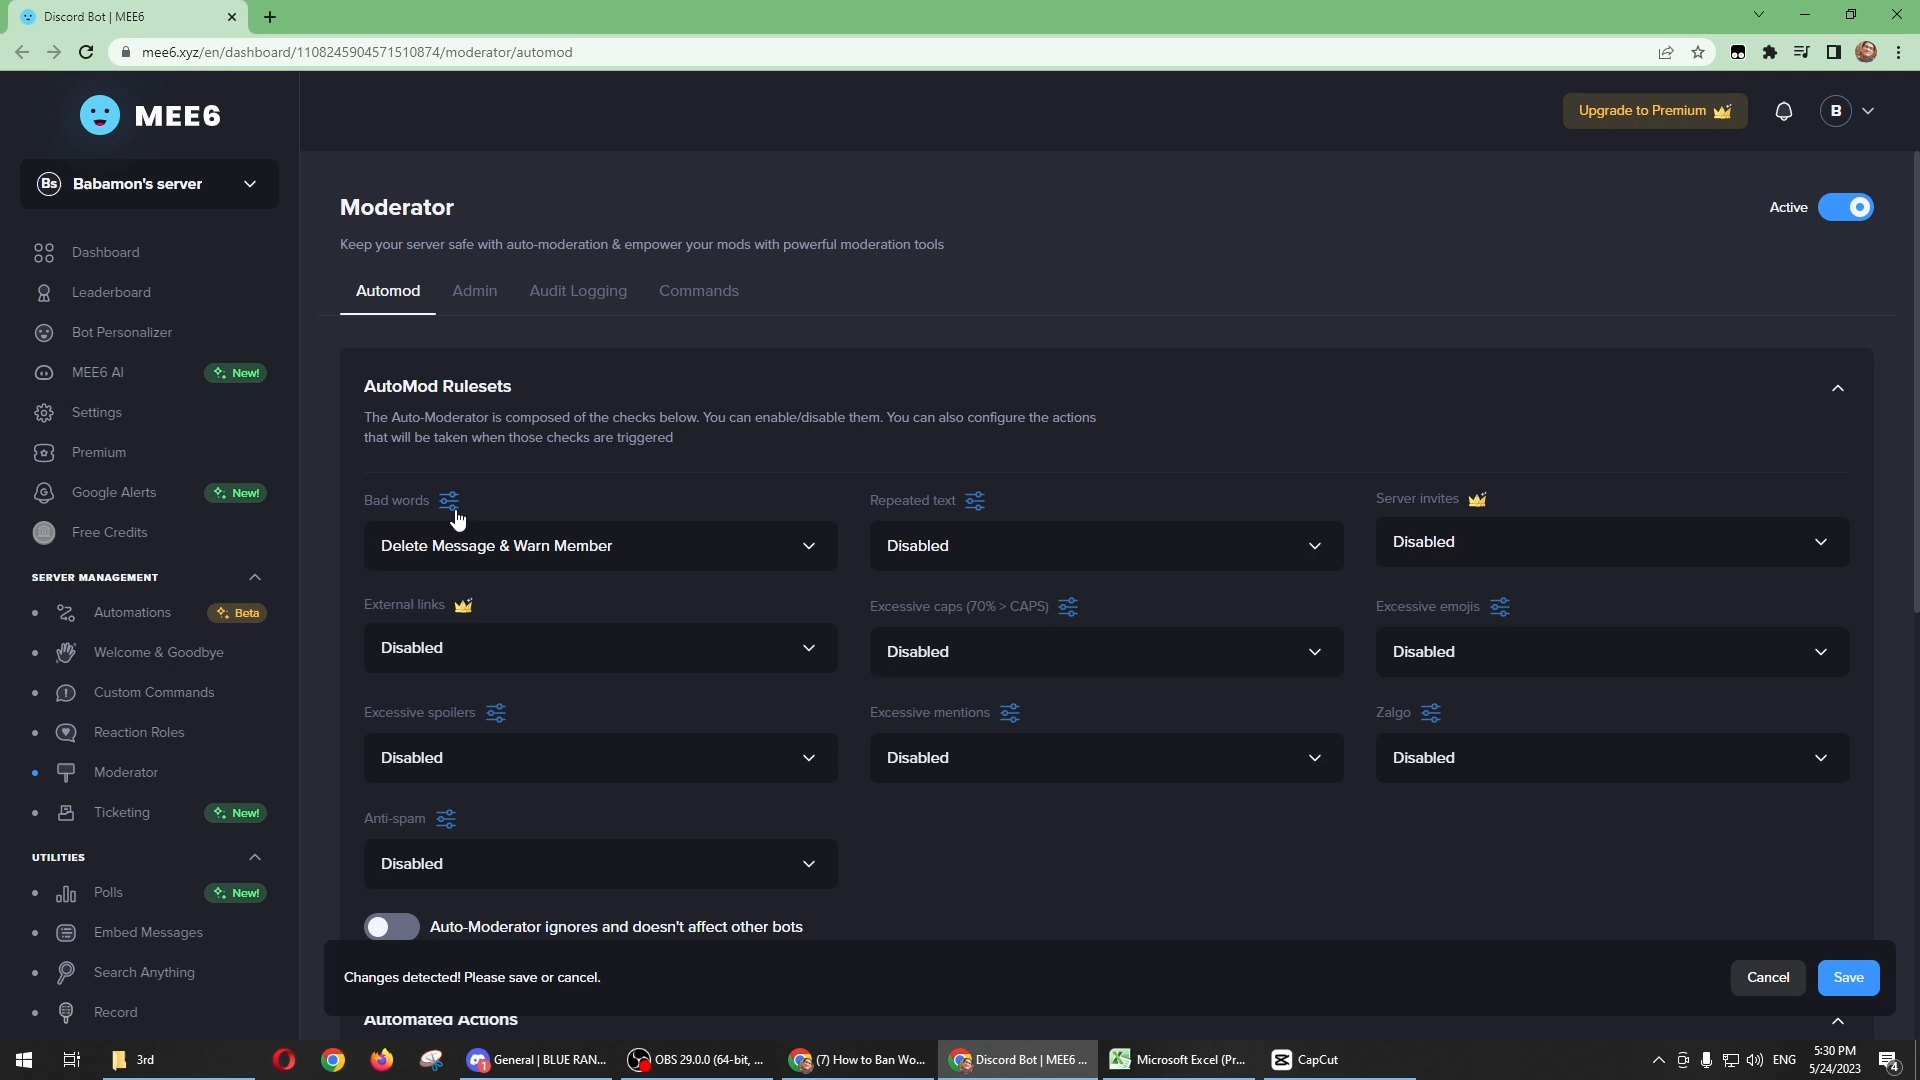 Discord Bot | MEE6
mee6.xyz/en/dashboard/1108245904571510874/moderator/automod
MEE6
Upgrade to Premium
B
Bs Babamon's server
Moderator
Active
Keep your server safe with auto-moderation & empower your mods with powerful moderation tools
Automod Admin Audit Logging Commands
Dashboard
Leaderboard
Bot Personalizer
MEE6 AI New!
Settings
Premium
Google Alerts New!
Free Credits
SERVER MANAGEMENT
Automations Beta
Welcome & Goodbye
Custom Commands
Reaction Roles
Moderator
Ticketing New!
UTILITIES
Polls New!
Embed Messages
Search Anything
Record
AutoMod Rulesets
The Auto-Moderator is composed of the checks below. You can enable/disable them. You can also configure the actions
that will be taken when those checks are triggered
Bad words
Delete Message & Warn Member
Repeated text
Disabled
Server invites
Disabled
External links
Disabled
Excessive caps (70% > CAPS)
Disabled
Excessive emojis
Disabled
Excessive spoilers
Disabled
Excessive mentions
Disabled
Zalgo
Disabled
Anti-spam
Disabled
Auto-Moderator ignores and doesn't affect other bots
Changes detected! Please save or cancel.
Cancel
Save
Automated Actions
3rd
1
General | BLUE RAN...
OBS 29.0.0 (64-bit, ...
(7) How to Ban Wo...
Discord Bot | MEE6 ...
Microsoft Excel (Pr...
CapCut
ENG
5:30 PM
5/24/2023
4